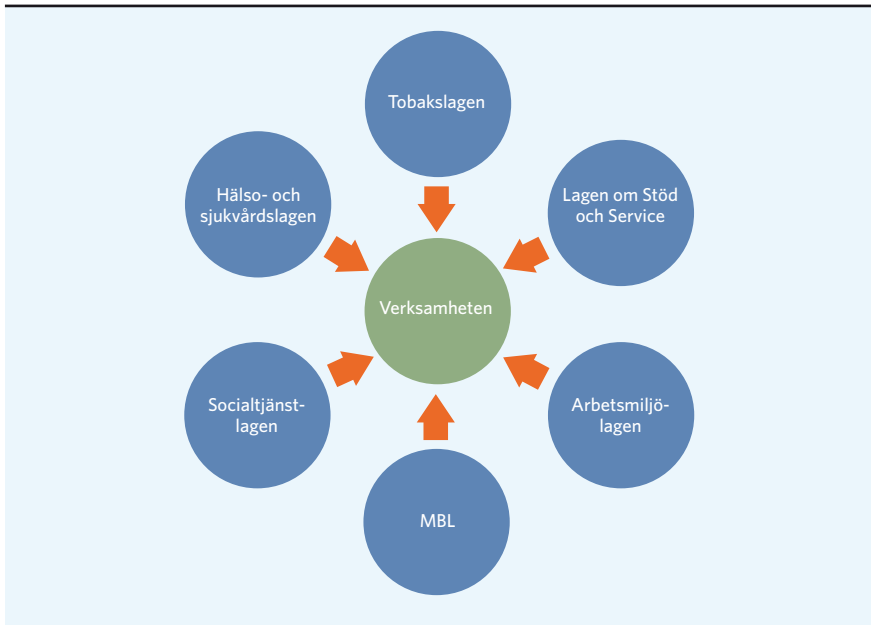 Tobakslagen
Hälso- och
sjukvårdslagen
Lagen om Stöd
och Service
Verksamheten
Socialtjänst-
lagen
Arbetsmiljö-
lagen
MBL